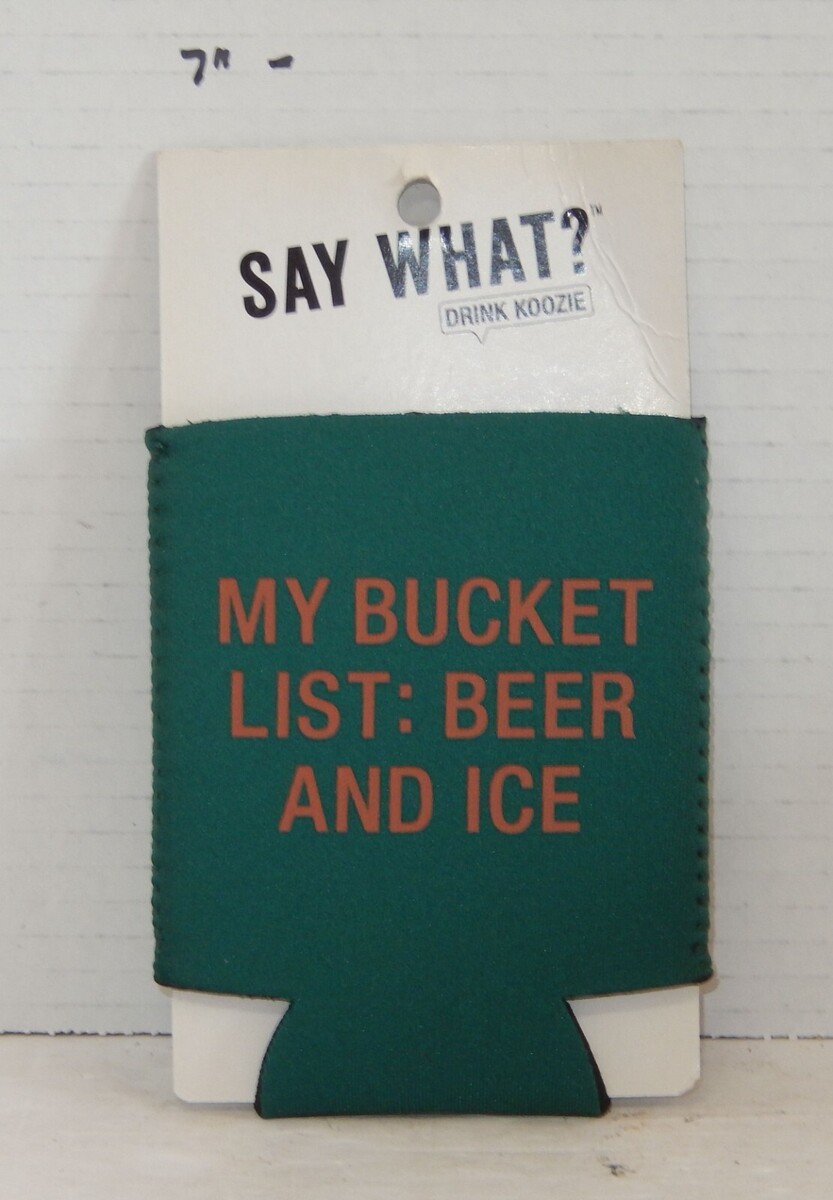 7" -
SAY WHAT?™
DRINK KOOZIE
MY BUCKET
LIST: BEER
AND ICE